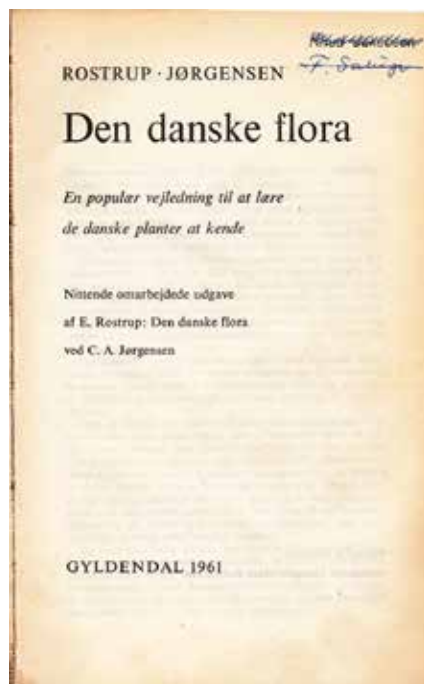 ROSTRUP · JØRGENSEN
Den danske flora
En populær vejledning til at lære
de danske planter at kende
Nittende omarbejdede udgave
af E. Rostrup: Den danske flora
ved C. A. Jørgensen
GYLDENDAL 1961